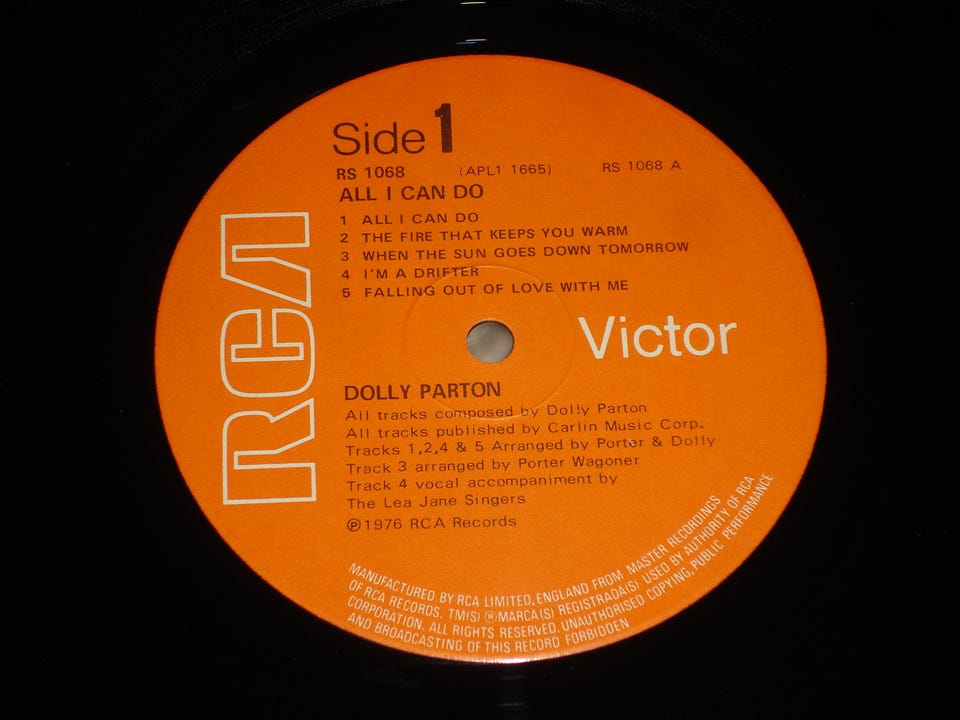 Side 1
RS 1068 (APL1 1665) RS 1068 A
ALL I CAN DO
1 ALL I CAN DO
2 THE FIRE THAT KEEPS YOU WARM
3 WHEN THE SUN GOES DOWN TOMORROW
4 I'M A DRIFTER
5 FALLING OUT OF LOVE WITH ME
RCA
Victor
DOLLY PARTON
All tracks composed by Dolly Parton
All tracks published by Carlin Music Corp.
Tracks 1,2,4 & 5 Arranged by Porter & Dolly
Track 3 arranged by Porter Wagoner
Track 4 vocal accompaniment by
The Lea Jane Singers
℗1976 RCA Records
MANUFACTURED BY RCA LIMITED, ENGLAND FROM MASTER RECORDINGS
OF RCA RECORDS. TM(S) ® MARCA(S) REGISTRADA(S) USED BY AUTHORITY OF RCA
CORPORATION. ALL RIGHTS RESERVED. UNAUTHORISED COPYING, PUBLIC PERFORMANCE
AND BROADCASTING OF THIS RECORD FORBIDDEN